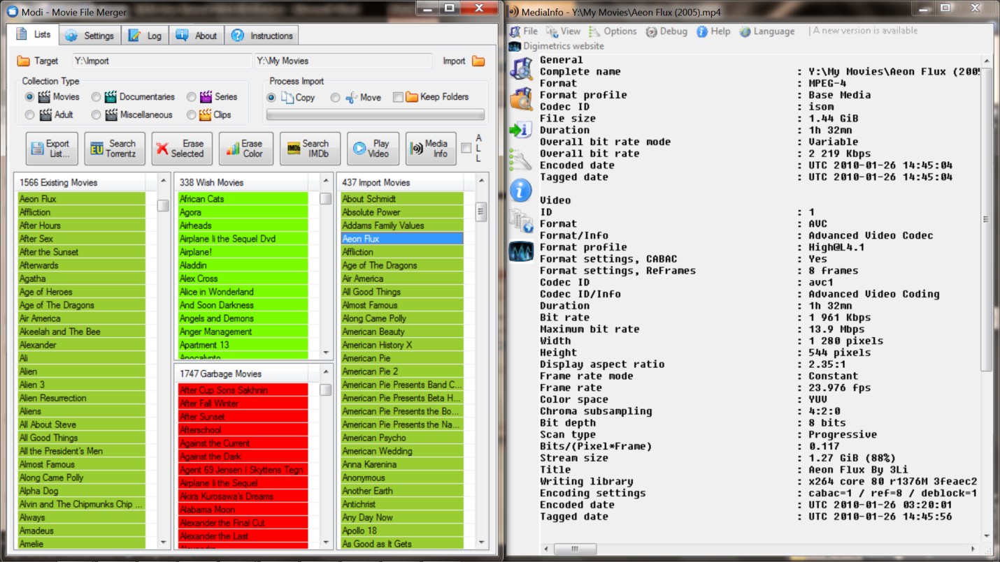 Modi - Movie File Merger
Lists
Settings
Log
About
Instructions
Target
Y:\Import
Y:\My Movies
Import
Collection Type
Movies
Documentaries
Series
Adult
Miscellaneous
Clips
Process Import
Copy
Move
Keep Folders
Export List...
EU
Search Torrentz
Erase Selected
Erase Color
IMDb
Search IMDb
Play Video
Media Info
ALL
1566 Existing Movies
Aeon Flux
Affliction
After Hours
After Sex
After the Sunset
Afterwards
Agatha
Age of Heroes
Age of The Dragons
Air America
Akeelah and The Bee
Alexander
Ali
Alien
Alien 3
Alien Resurrection
Aliens
All About Steve
All Good Things
All the President's Men
Almost Famous
Along Came Polly
Alpha Dog
Alvin and The Chipmunks Chip ...
Always
Amadeus
Amelie
338 Wish Movies
African Cats
Agora
Airheads
Airplane Ii the Sequel Dvd
Airplane!
Aladdin
Alex Cross
Alice in Wonderland
And Soon Darkness
Angels and Demons
Anger Management
Apartment 13
Apocalypto
1747 Garbage Movies
After Cup Sons Sakhnin
After Fall Winter
After Sunset
Afterschool
Against the Current
Against the Dark
Agent 69 Jensen I Skyttens Tegn
Airplane Ii the Sequel
Akira Kurosawa's Dreams
Alabama Moon
Alexander the Final Cut
Alexander the Last
437 Import Movies
About Schmidt
Absolute Power
Addams Family Values
Aeon Flux
Affliction
Age of The Dragons
Air America
All Good Things
Almost Famous
Along Came Polly
American Beauty
American History X
American Pie
American Pie 2
American Pie Presents Band C...
American Pie Presents Beta H...
American Pie Presents the Bo...
American Pie Presents the Na...
American Psycho
American Wedding
Anna Karenina
Anonymous
Another Earth
Antichrist
Any Day Now
Apollo 18
As Good as It Gets
MediaInfo - Y:\My Movies\Aeon Flux (2005).mp4
File
View
Options
Debug
Help
Language
| A new version is available
Digimetrics website
General
Complete name : Y:\My Movies\Aeon Flux (2005
Format : MPEG-4
Format profile : Base Media
Codec ID : isom
File size : 1.44 GiB
Duration : 1h 32mn
Overall bit rate mode : Variable
Overall bit rate : 2 219 Kbps
Encoded date : UTC 2010-01-26 14:45:04
Tagged date : UTC 2010-01-26 14:45:04
Video
ID : 1
Format : AVC
Format/Info : Advanced Video Codec
Format profile : High@L4.1
Format settings, CABAC : Yes
Format settings, ReFrames : 8 frames
Codec ID : avc1
Codec ID/Info : Advanced Video Coding
Duration : 1h 32mn
Bit rate : 1 961 Kbps
Maximum bit rate : 13.9 Mbps
Width : 1 280 pixels
Height : 544 pixels
Display aspect ratio : 2.35:1
Frame rate mode : Constant
Frame rate : 23.976 fps
Color space : YUV
Chroma subsampling : 4:2:0
Bit depth : 8 bits
Scan type : Progressive
Bits/(Pixel*Frame) : 0.117
Stream size : 1.27 GiB (88%)
Title : Aeon Flux By 3Li
Writing library : x264 core 80 r1376M 3feaec2
Encoding settings : cabac=1 / ref=8 / deblock=1
Encoded date : UTC 2010-01-26 03:20:01
Tagged date : UTC 2010-01-26 14:45:56